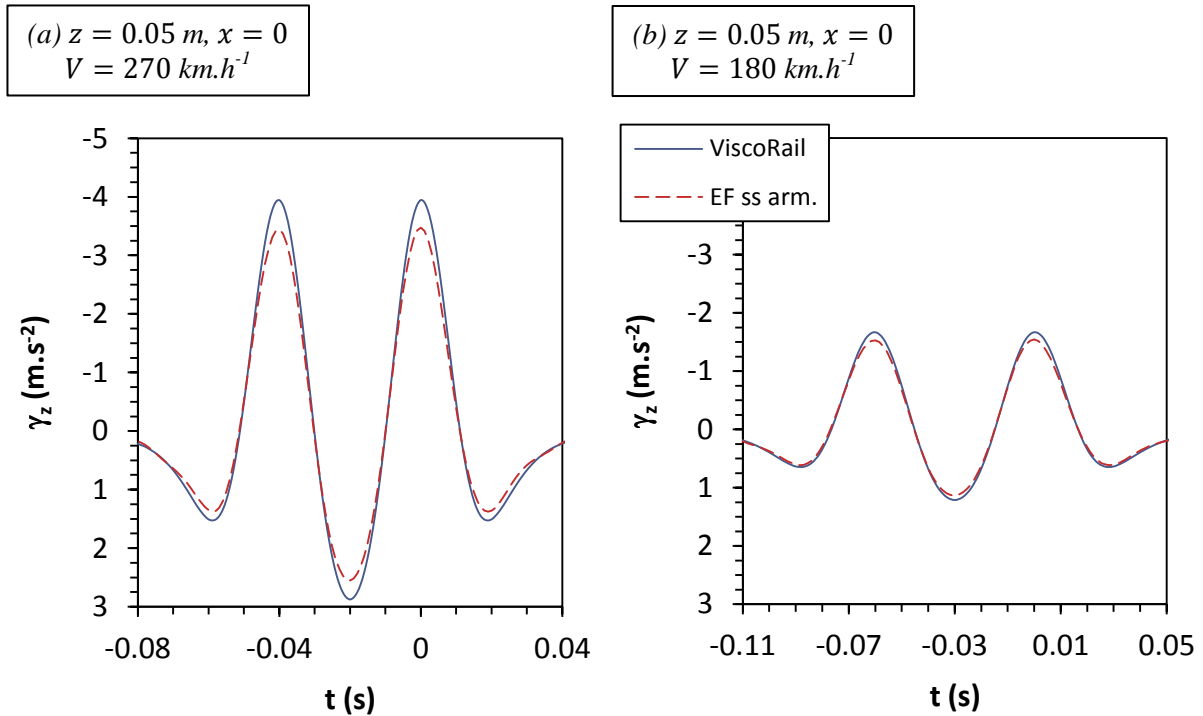 (a) z = 0.05 m, x = 0
V = 270 km.h-1
(b) z = 0.05 m, x = 0
V = 180 km.h-1
-5
-4
-3
-2
-1
0
1
2
3
γz (m.s-2)
-0.08
-0.04
0
0.04
t (s)
ViscoRail
EF ss arm.
-3
-2
-1
0
1
2
3
γz (m.s-2)
-0.11
-0.07
-0.03
0.01
0.05
t (s)